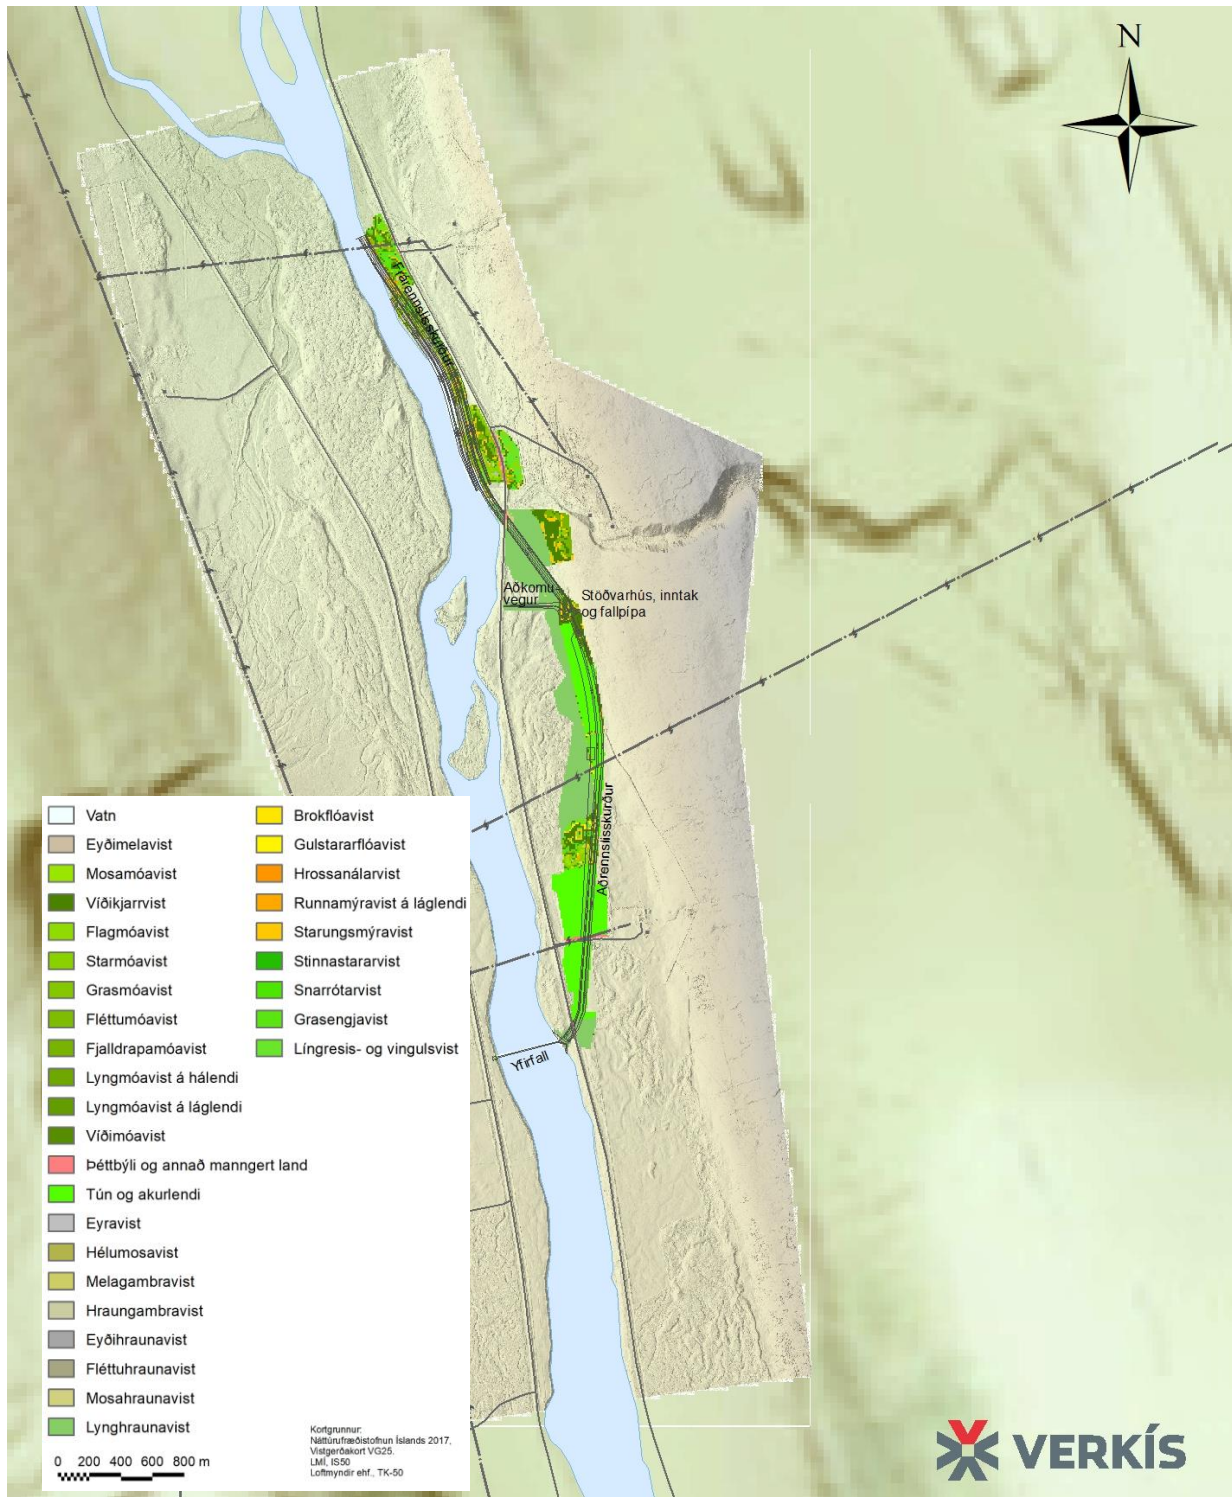 N
Frárennslisskurður
Aðkomu-
vegur
Stöðvarhús, inntak
og fallpípa
Aðrennslisskurður
Yfirfall
Vatn
Eyðimelavist
Mosamóavist
Víðikjarrvist
Flagmóavist
Starmóavist
Grasmóavist
Fléttumóavist
Fjalldrapamóavist
Lyngmóavist á hálendi
Lyngmóavist á láglendi
Víðimóavist
Þéttbýli og annað manngert land
Tún og akurlendi
Eyravist
Hélumosavist
Melagambravist
Hraungambravist
Eyðihraunavist
Fléttuhraunavist
Mosahraunavist
Lynghraunavist
Brokflóavist
Gulstararflóavist
Hrossanálarvist
Runnamýravist á láglendi
Starungsmýravist
Stinnastararvist
Snarrótarvist
Grasengjavist
Língresis- og vingulsvist
0 200 400 600 800 m
Kortgrunnur:
Náttúrufræðistofnun Íslands 2017,
Vistgerðakort VG25.
LMÍ, IS50
Loftmyndir ehf., TK-50
VERKÍS